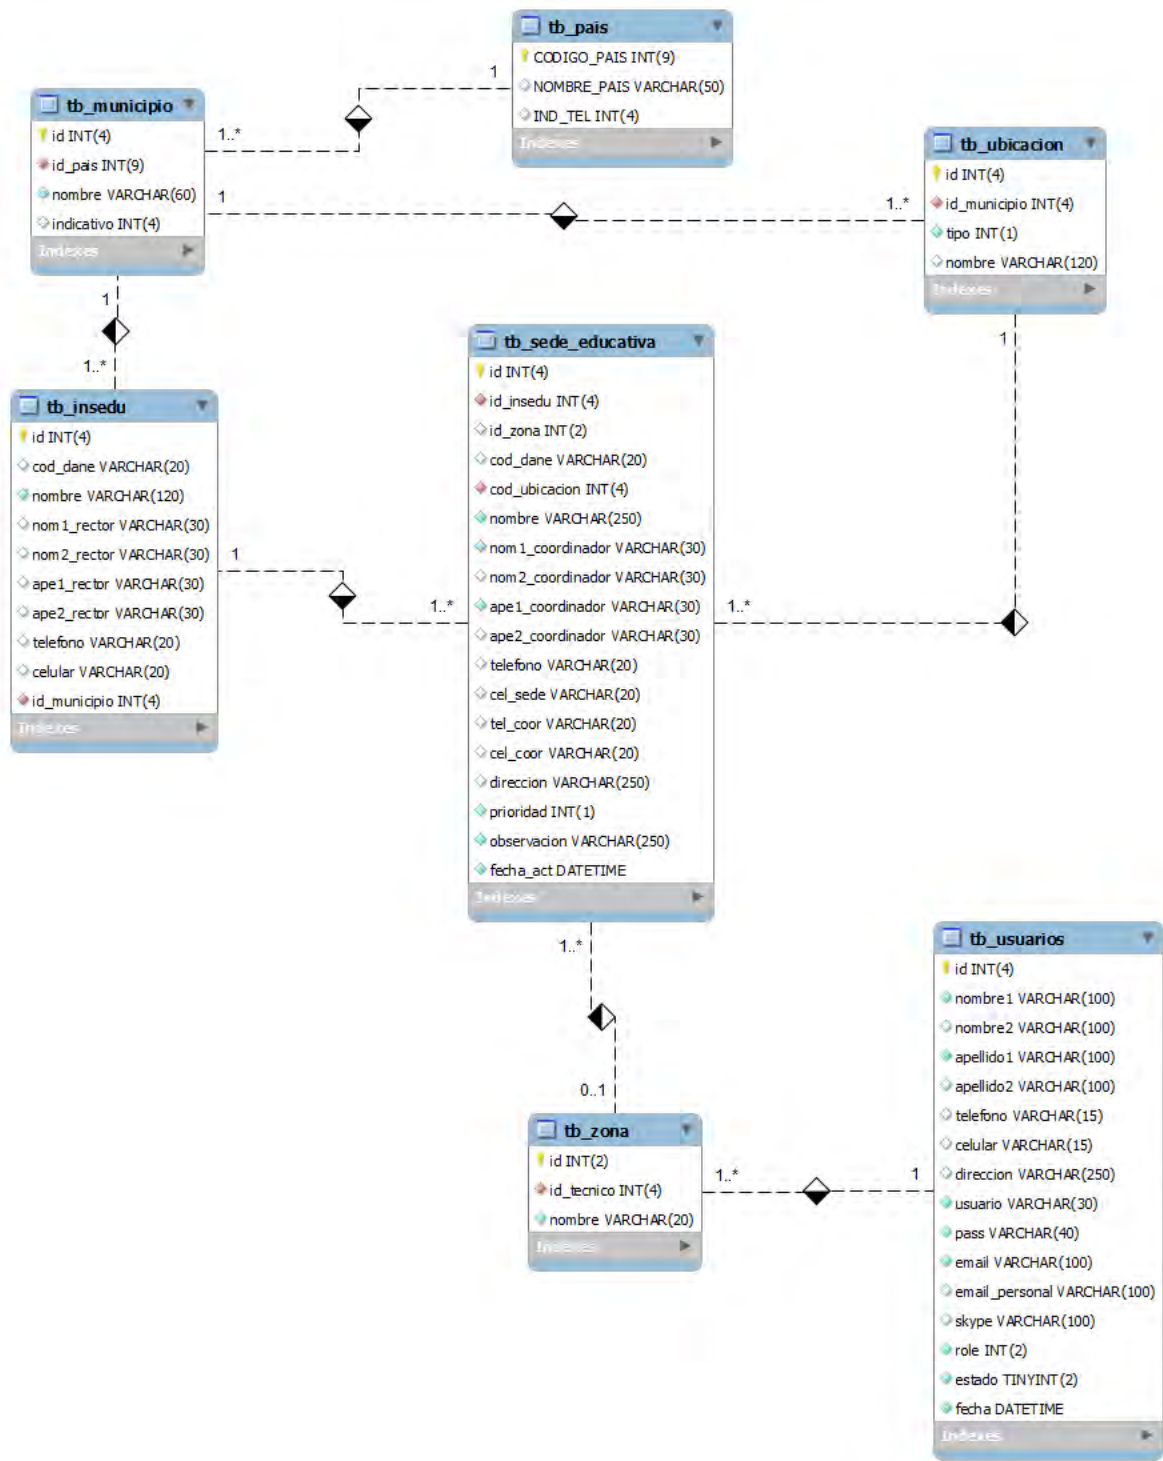 tb_pais
CODIGO_PAIS INT(9)
NOMBRE_PAIS VARCHAR(50)
IND_TEL INT(4)
Indexes
1
1..*
tb_municipio
id INT(4)
id_pais INT(9)
nombre VARCHAR(60)
indicativo INT(4)
Indexes
1
1..*
tb_ubicacion
id INT(4)
id_municipio INT(4)
tipo INT(1)
nombre VARCHAR(120)
Indexes
1
1
1..*
tb_insedu
id INT(4)
cod_dane VARCHAR(20)
nombre VARCHAR(120)
nom1_rector VARCHAR(30)
nom2_rector VARCHAR(30)
ape1_rector VARCHAR(30)
ape2_rector VARCHAR(30)
telefono VARCHAR(20)
celular VARCHAR(20)
id_municipio INT(4)
Indexes
1
1..*
tb_sede_educativa
id INT(4)
id_insedu INT(4)
id_zona INT(2)
cod_dane VARCHAR(20)
cod_ubicacion INT(4)
nombre VARCHAR(250)
nom1_coordinador VARCHAR(30)
nom2_coordinador VARCHAR(30)
ape1_coordinador VARCHAR(30)
ape2_coordinador VARCHAR(30)
telefono VARCHAR(20)
cel_sede VARCHAR(20)
tel_coor VARCHAR(20)
cel_coor VARCHAR(20)
direccion VARCHAR(250)
prioridad INT(1)
observacion VARCHAR(250)
fecha_act DATETIME
Indexes
1..*
1..*
0..1
tb_zona
id INT(2)
id_tecnico INT(4)
nombre VARCHAR(20)
Indexes
1..*
1
tb_usuarios
id INT(4)
nombre1 VARCHAR(100)
nombre2 VARCHAR(100)
apellido1 VARCHAR(100)
apellido2 VARCHAR(100)
telefono VARCHAR(15)
celular VARCHAR(15)
direccion VARCHAR(250)
usuario VARCHAR(30)
pass VARCHAR(40)
email VARCHAR(100)
email_personal VARCHAR(100)
skype VARCHAR(100)
role INT(2)
estado TINYINT(2)
fecha DATETIME
Indexes